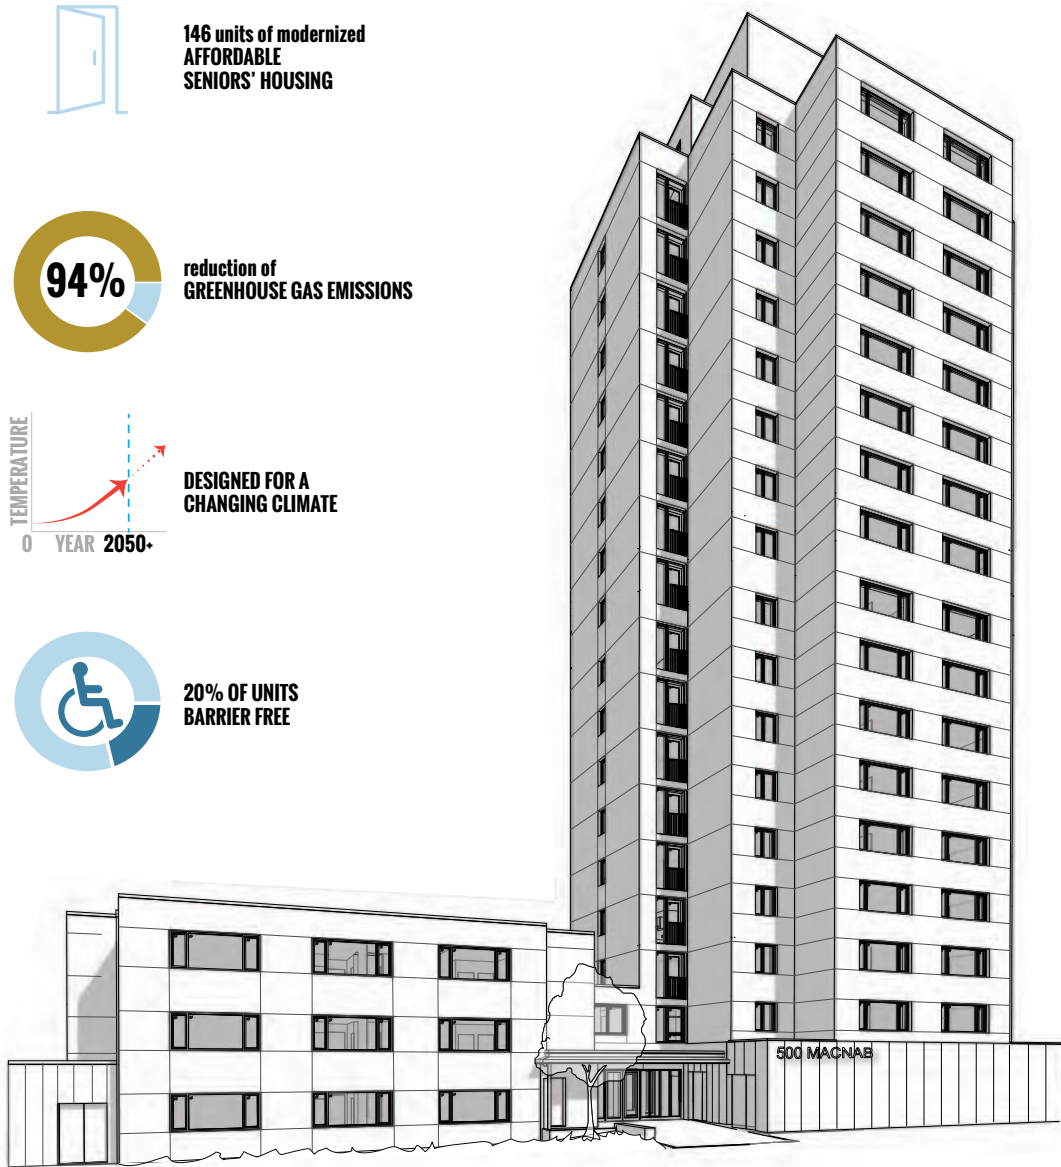 146 units of modernized
AFFORDABLE
SENIORS' HOUSING
94%
reduction of
GREENHOUSE GAS EMISSIONS
TEMPERATURE
0 YEAR 2050+
DESIGNED FOR A
CHANGING CLIMATE
20% OF UNITS
BARRIER FREE
500 MACNAB